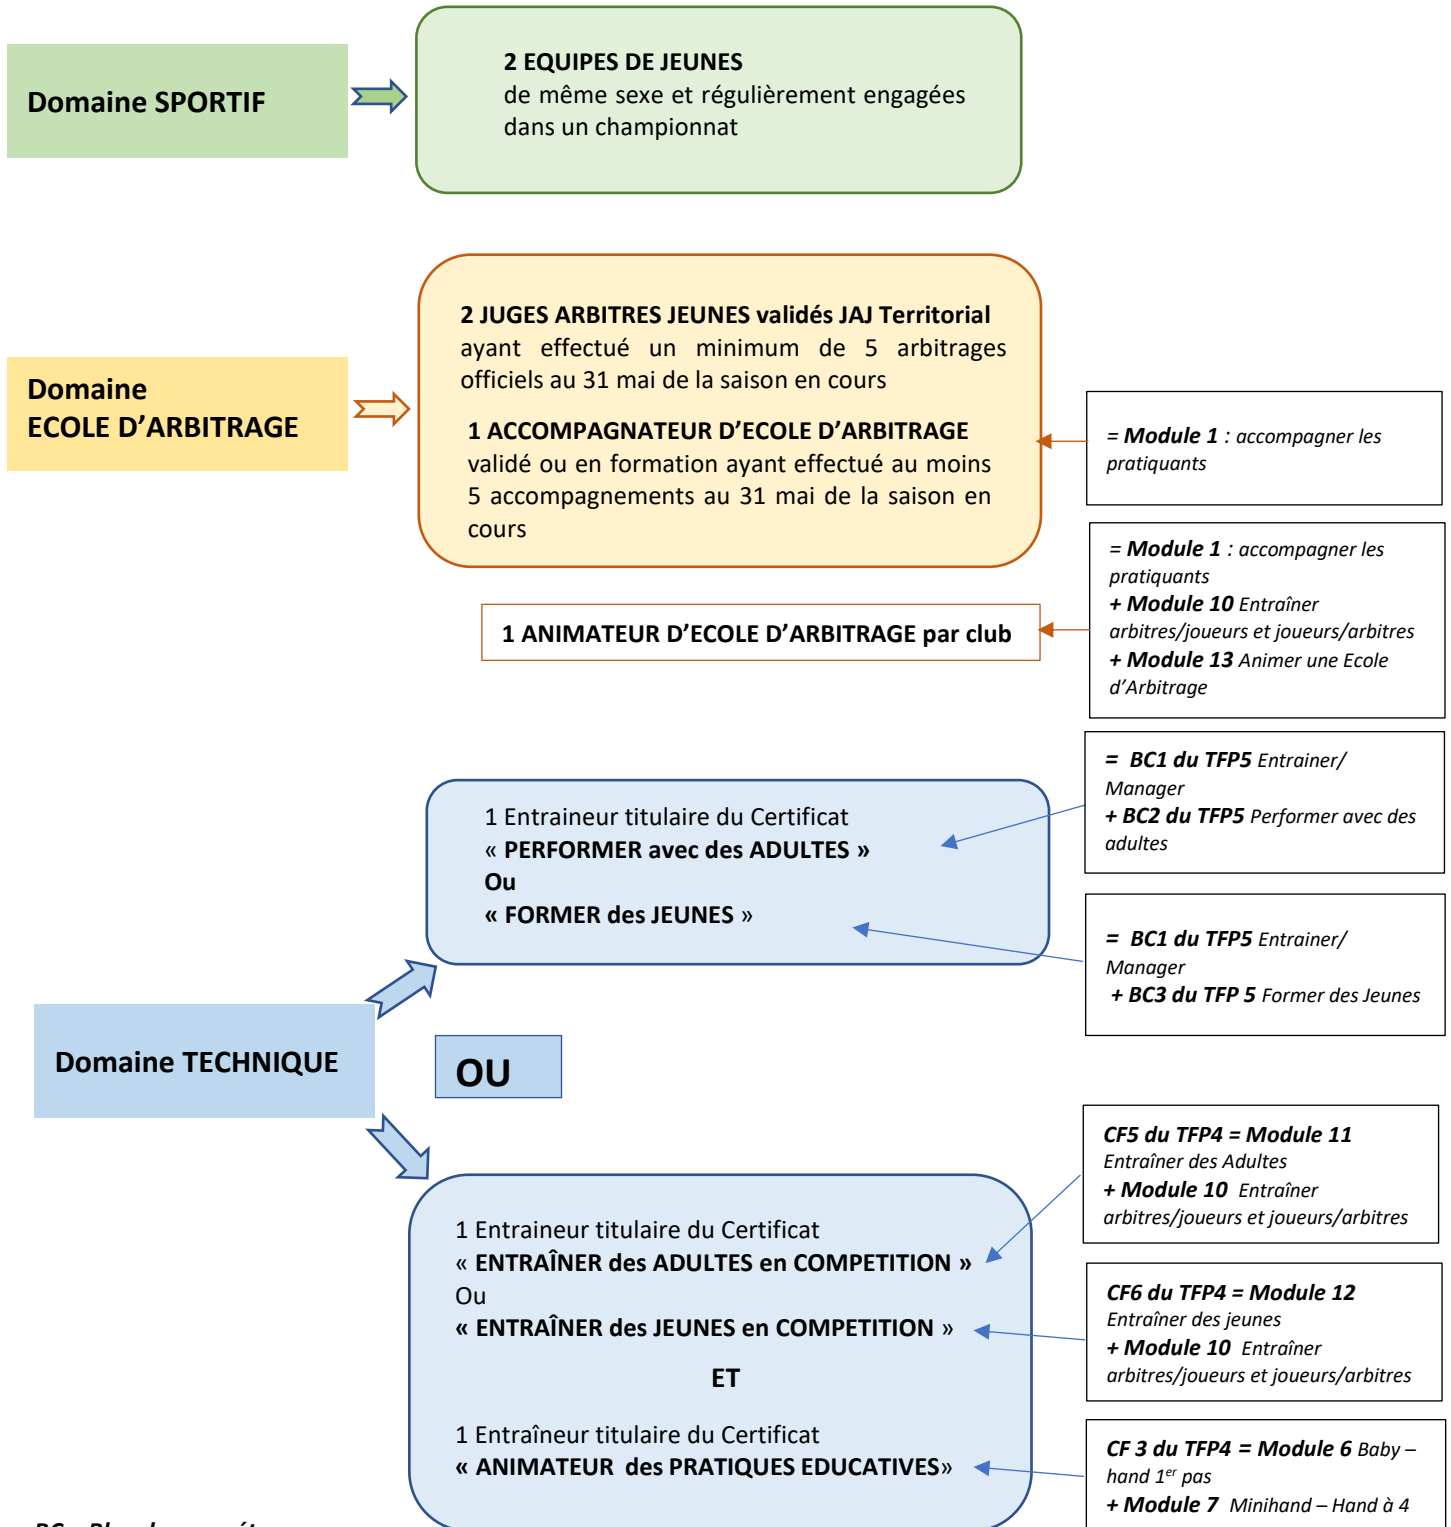 Domaine SPORTIF
2 EQUIPES DE JEUNES
de même sexe et régulièrement engagées
dans un championnat
Domaine
ECOLE D’ARBITRAGE
2 JUGES ARBITRES JEUNES validés JAJ Territorial
ayant effectué un minimum de 5 arbitrages
officiels au 31 mai de la saison en cours
1 ACCOMPAGNATEUR D’ECOLE D’ARBITRAGE
validé ou en formation ayant effectué au moins
5 accompagnements au 31 mai de la saison en
cours
= Module 1 : accompagner les
pratiquants
1 ANIMATEUR D’ECOLE D’ARBITRAGE par club
= Module 1 : accompagner les
pratiquants
+ Module 10 Entraîner
arbitres/joueurs et joueurs/arbitres
+ Module 13 Animer une Ecole
d’Arbitrage
Domaine TECHNIQUE
1 Entraineur titulaire du Certificat
« PERFORMER avec des ADULTES »
Ou
« FORMER des JEUNES »
= BC1 du TFP5 Entrainer/
Manager
+ BC2 du TFP5 Performer avec des
adultes
= BC1 du TFP5 Entrainer/
Manager
+ BC3 du TFP 5 Former des Jeunes
OU
1 Entraineur titulaire du Certificat
« ENTRAÎNER des ADULTES en COMPETITION »
Ou
« ENTRAÎNER des JEUNES en COMPETITION »
ET
1 Entraîneur titulaire du Certificat
« ANIMATEUR des PRATIQUES EDUCATIVES»
CF5 du TFP4 = Module 11
Entraîner des Adultes
+ Module 10 Entraîner
arbitres/joueurs et joueurs/arbitres
CF6 du TFP4 = Module 12
Entraîner des jeunes
+ Module 10 Entraîner
arbitres/joueurs et joueurs/arbitres
CF 3 du TFP4 = Module 6 Baby –
hand 1er pas
+ Module 7 Minihand – Hand à 4